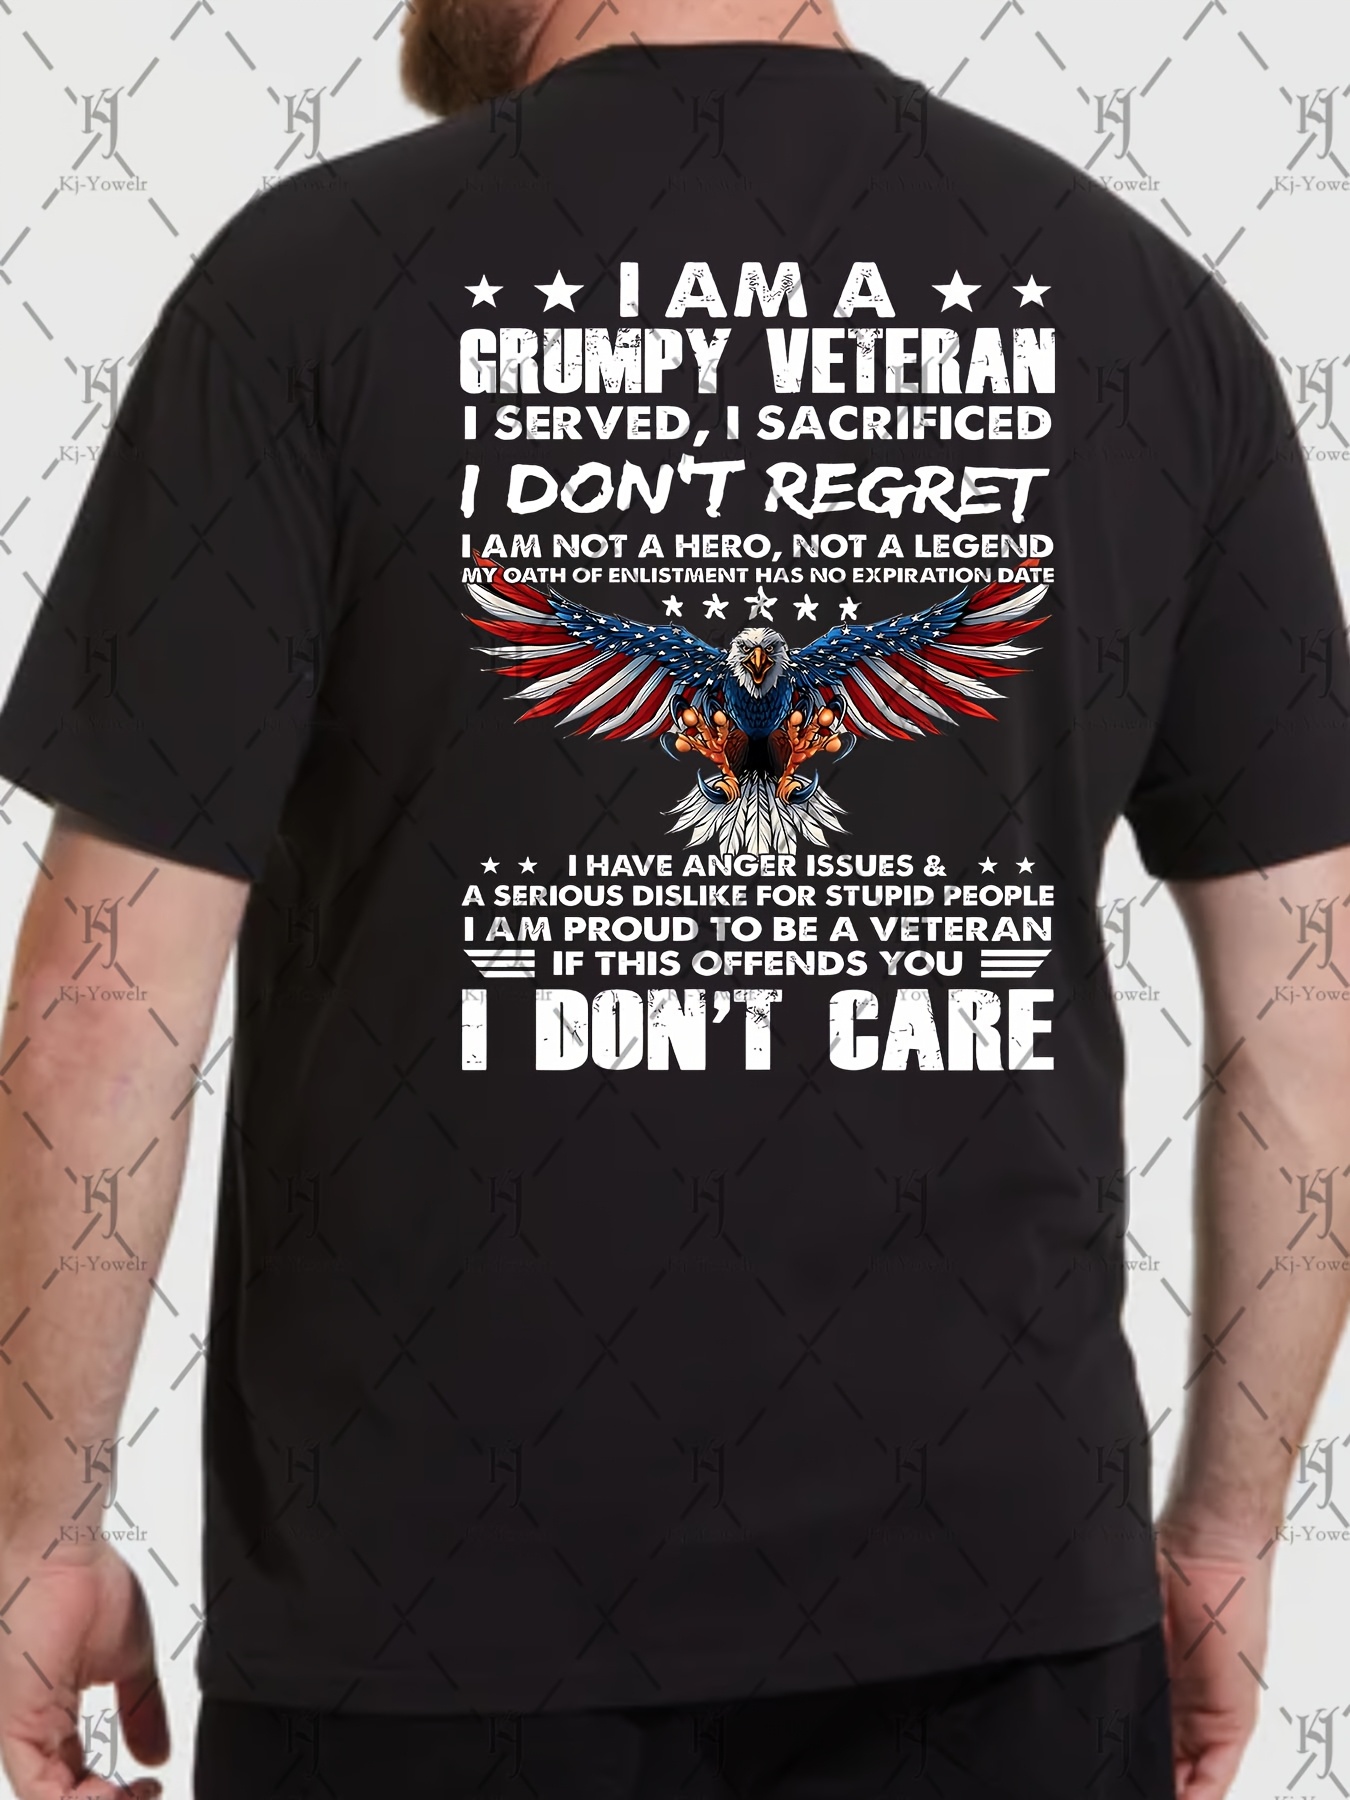 I AM A
GRUMPY VETERAN
I SERVED, I SACRIFICED
I DON'T REGRET
I AM NOT A HERO, NOT A LEGEND
MY OATH OF ENLISTMENT HAS NO EXPIRATION DATE
I HAVE ANGER ISSUES &
A SERIOUS DISLIKE FOR STUPID PEOPLE
I AM PROUD TO BE A VETERAN
IF THIS OFFENDS YOU
I DON'T CARE
KJ
Kj-Yowelr